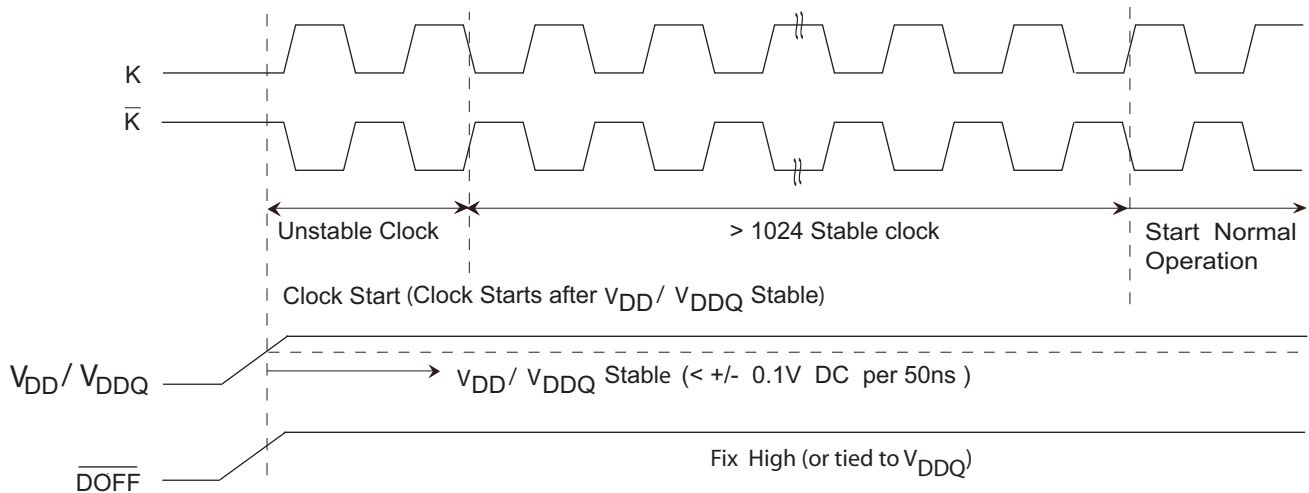 K
K̅
Unstable Clock
> 1024 Stable clock
Start Normal
Operation
Clock Start (Clock Starts after VDD / VDDQ Stable)
VDD / VDDQ
VDD / VDDQ Stable (< +/- 0.1V DC per 50ns )
Fix High (or tied to VDDQ)
D̅O̅F̅F̅